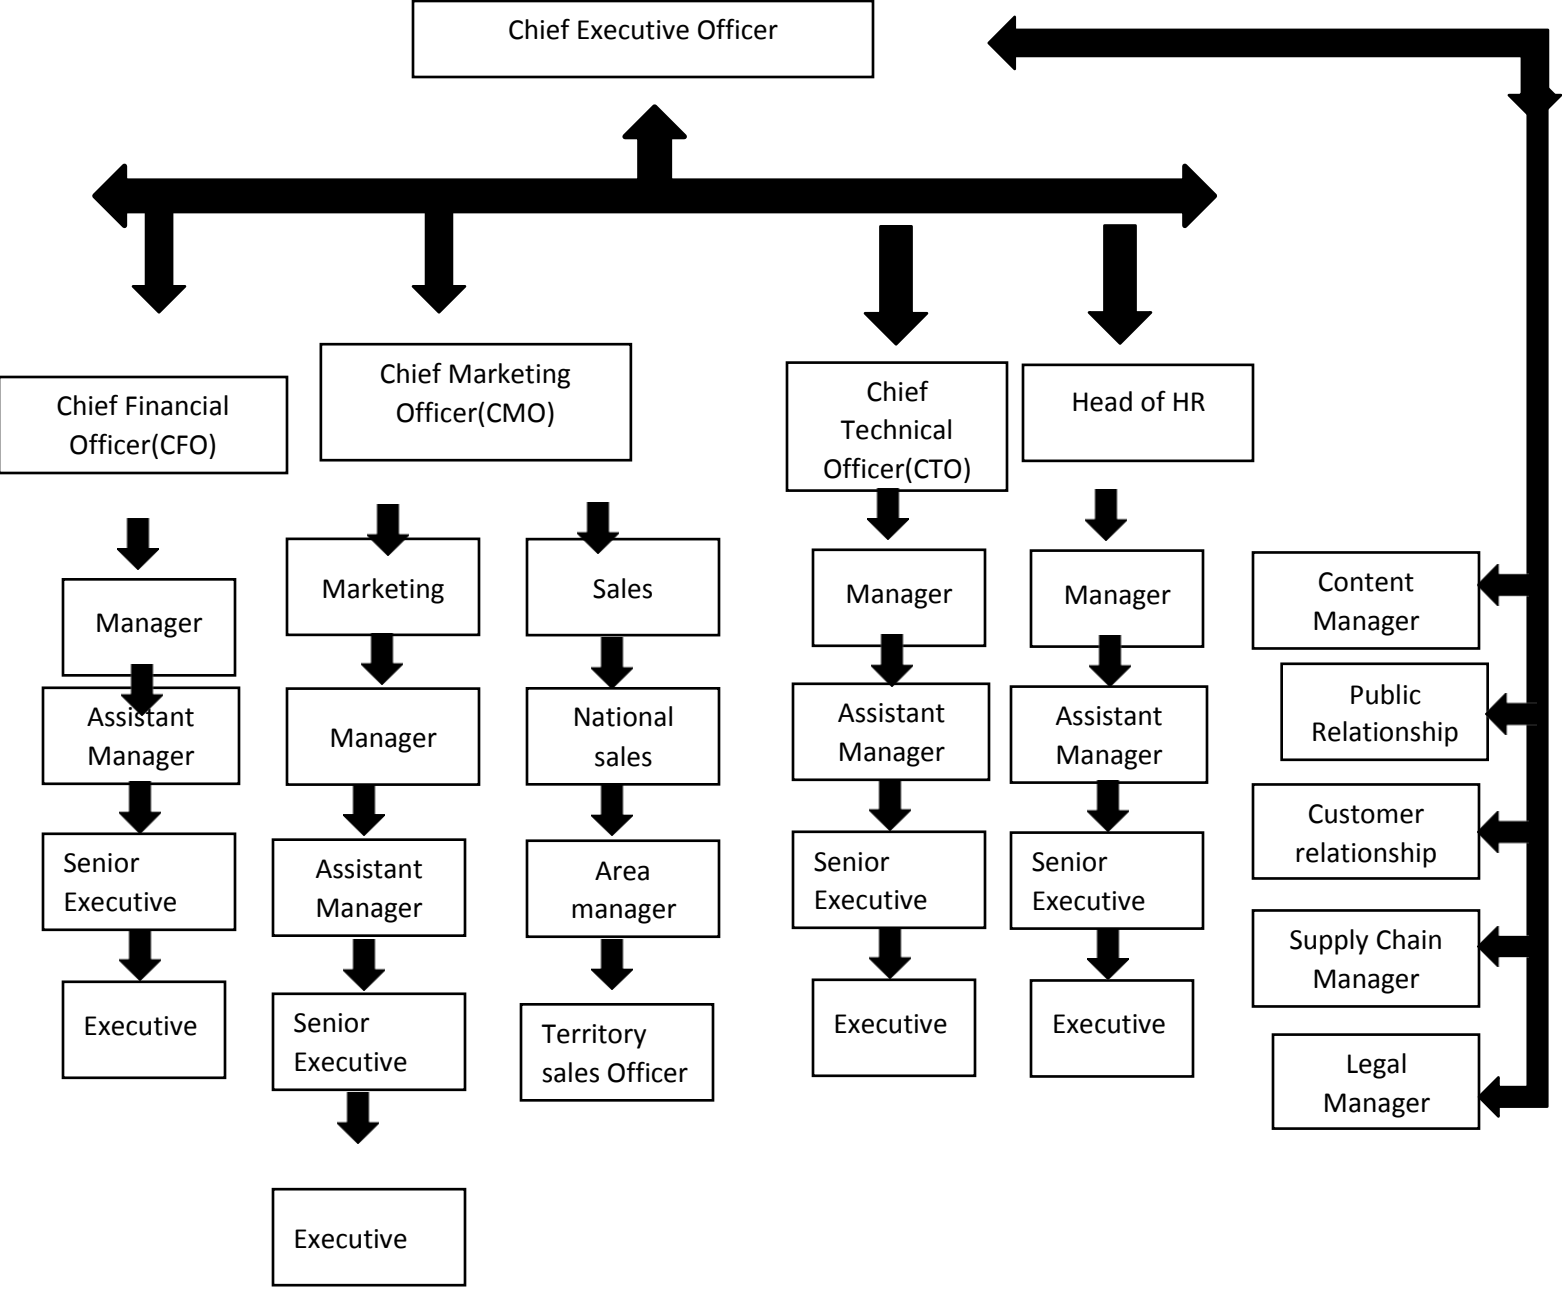 Chief Executive Officer
Chief Financial
Officer(CFO)
Chief Marketing
Officer(CMO)
Chief
Technical
Officer(CTO)
Head of HR
Manager
Assistant
Manager
Senior
Executive
Executive
Marketing
Manager
Assistant
Manager
Senior
Executive
Executive
Sales
National
sales
Area
manager
Territory
sales Officer
Manager
Assistant
Manager
Senior
Executive
Executive
Manager
Assistant
Manager
Senior
Executive
Executive
Content
Manager
Public
Relationship
Customer
relationship
Supply Chain
Manager
Legal
Manager